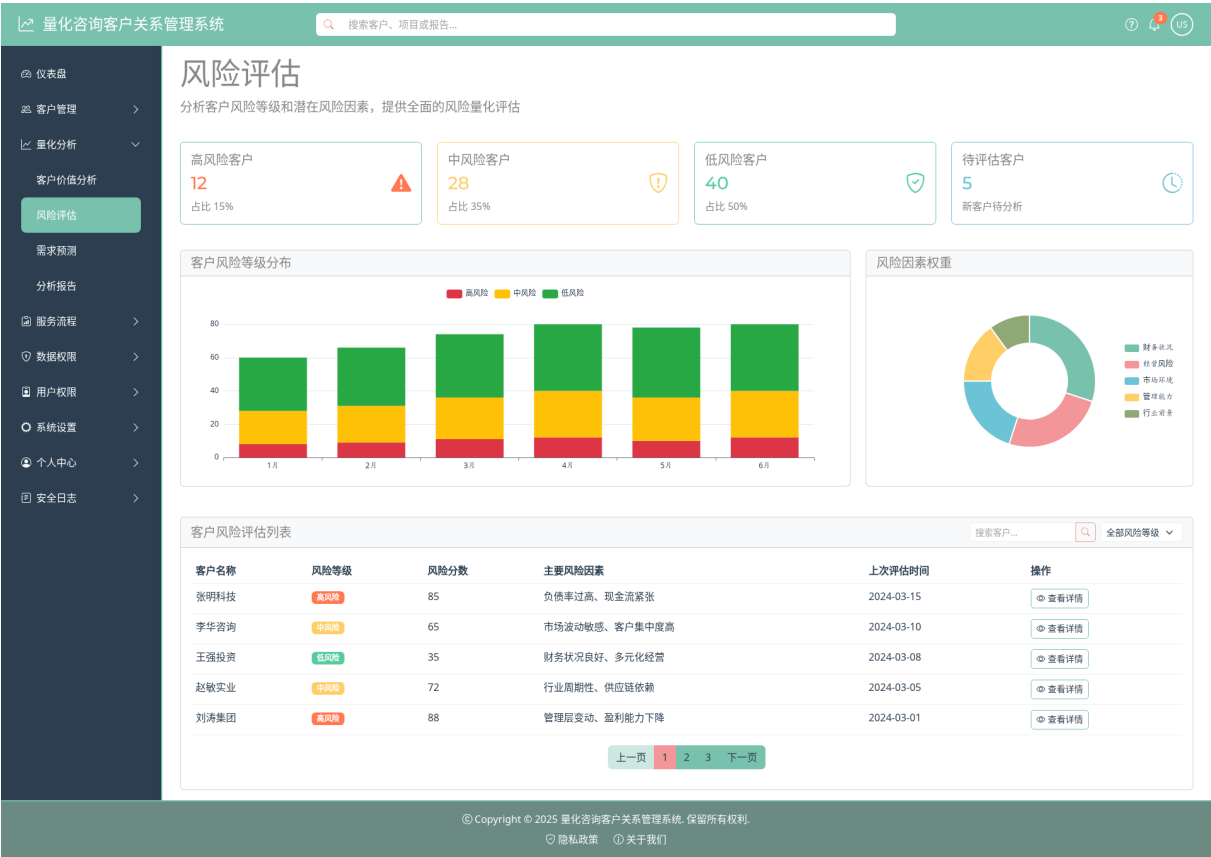 量化咨询客户关系管理系统
搜索客户、项目或报告...
3
US
仪表盘
客户管理
量化分析
客户价值分析
风险评估
需求预测
分析报告
服务流程
数据权限
用户权限
系统设置
个人中心
安全日志
风险评估
分析客户风险等级和潜在风险因素，提供全面的风险量化评估
高风险客户
12
占比 15%
中风险客户
28
占比 35%
低风险客户
40
占比 50%
待评估客户
5
新客户待分析
客户风险等级分布
高风险 中风险 低风险
80
60
40
20
0
1月 2月 3月 4月 5月 6月
风险因素权重
财务状况
经营风险
市场环境
管理能力
行业前景
客户风险评估列表
搜索客户...
全部风险等级
客户名称 风险等级 风险分数 主要风险因素 上次评估时间 操作
张明科技 高风险 85 负债率过高、现金流紧张 2024-03-15 查看详情
李华咨询 中风险 65 市场波动敏感、客户集中度高 2024-03-10 查看详情
王强投资 低风险 35 财务状况良好、多元化经营 2024-03-08 查看详情
赵敏实业 中风险 72 行业周期性、供应链依赖 2024-03-05 查看详情
刘涛集团 高风险 88 管理层变动、盈利能力下降 2024-03-01 查看详情
上一页 1 2 3 下一页
© Copyright © 2025 量化咨询客户关系管理系统. 保留所有权利.
隐私政策 关于我们